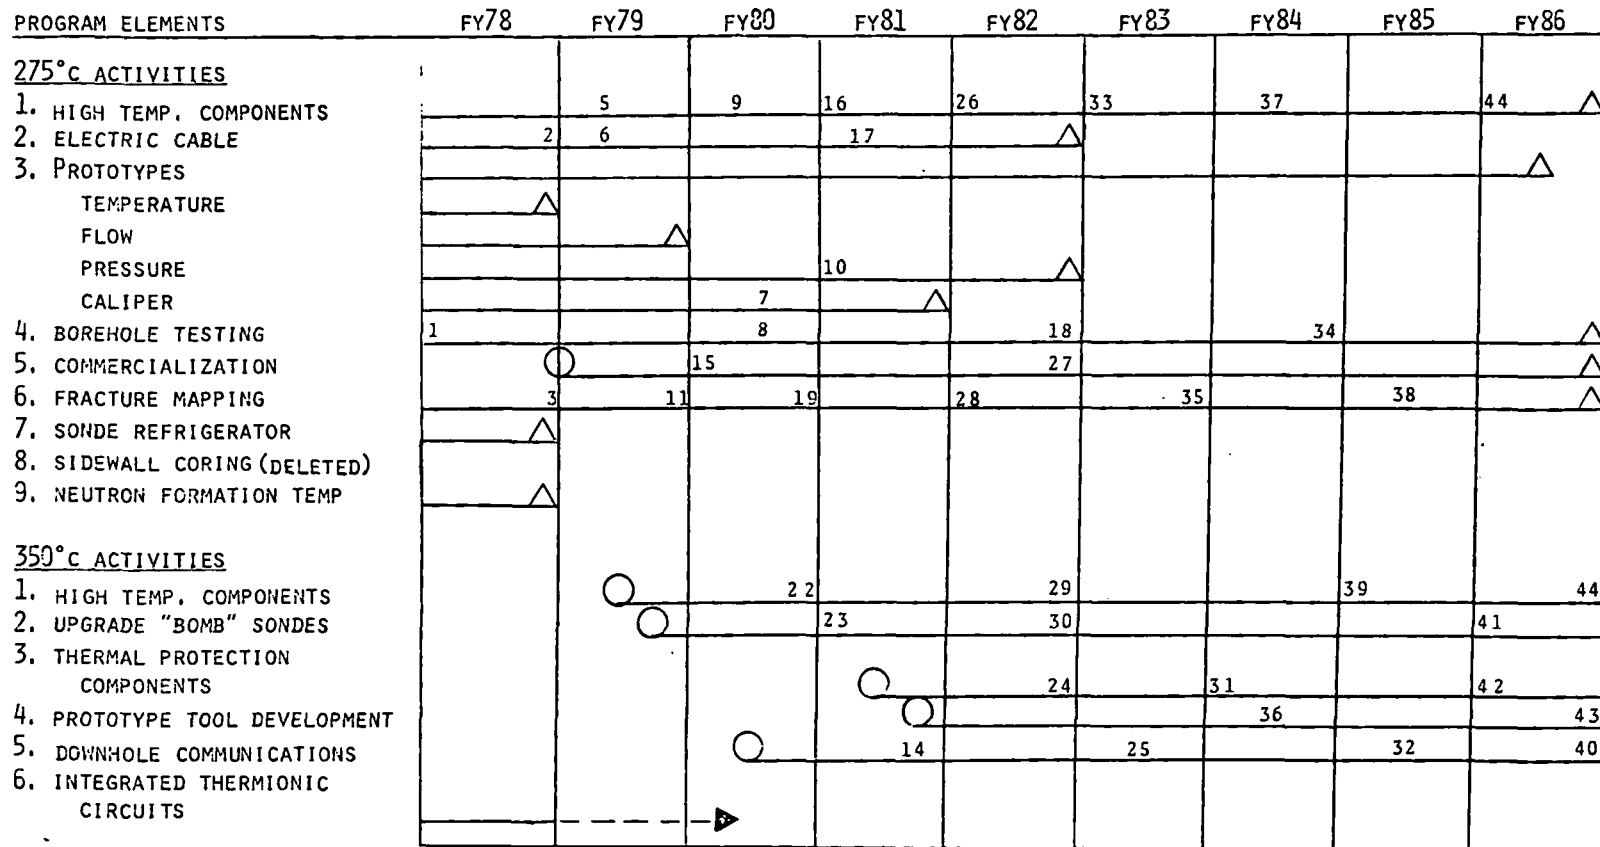 PROGRAM ELEMENTS FY78 FY79 FY80 FY81 FY82 FY83 FY84 FY85 FY86
275°C ACTIVITIES
1. HIGH TEMP. COMPONENTS 5 9 16 26 33 37 44
2. ELECTRIC CABLE 2 6 17
3. PROTOTYPES
TEMPERATURE
FLOW
PRESSURE 10
CALIPER 7
4. BOREHOLE TESTING 1 8 18 34
5. COMMERCIALIZATION 15 27
6. FRACTURE MAPPING 3 11 19 28 35 38
7. SONDE REFRIGERATOR
8. SIDEWALL CORING (DELETED)
9. NEUTRON FORMATION TEMP
350°C ACTIVITIES
1. HIGH TEMP. COMPONENTS 22 29 39 44
2. UPGRADE "BOMB" SONDES 23 30 41
3. THERMAL PROTECTION
COMPONENTS 24 31 42
4. PROTOTYPE TOOL DEVELOPMENT 36 43
5. DOWNHOLE COMMUNICATIONS 14 25 32 40
6. INTEGRATED THERMIONIC
CIRCUITS